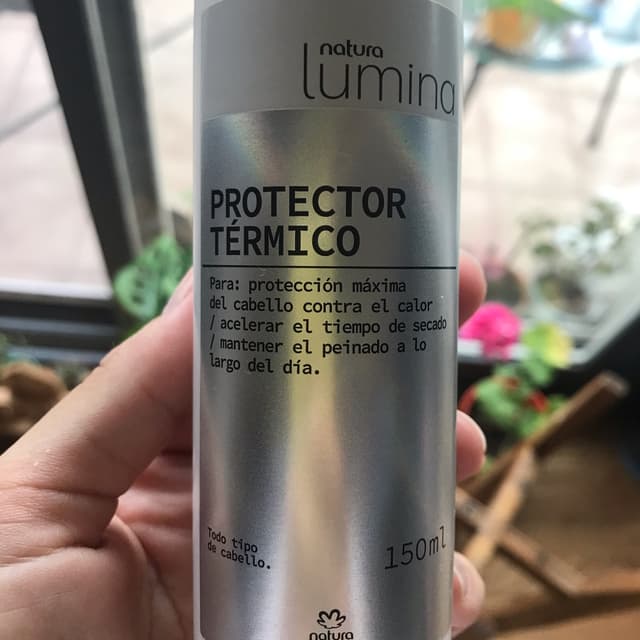 natura
lumina
PROTECTOR
TÉRMICO
Para: protección máxima
del cabello contra el calor
/ acelerar el tiempo de secado
/ mantener el peinado a lo
largo del día.
Todo tipo
de cabello.
150ml
natura